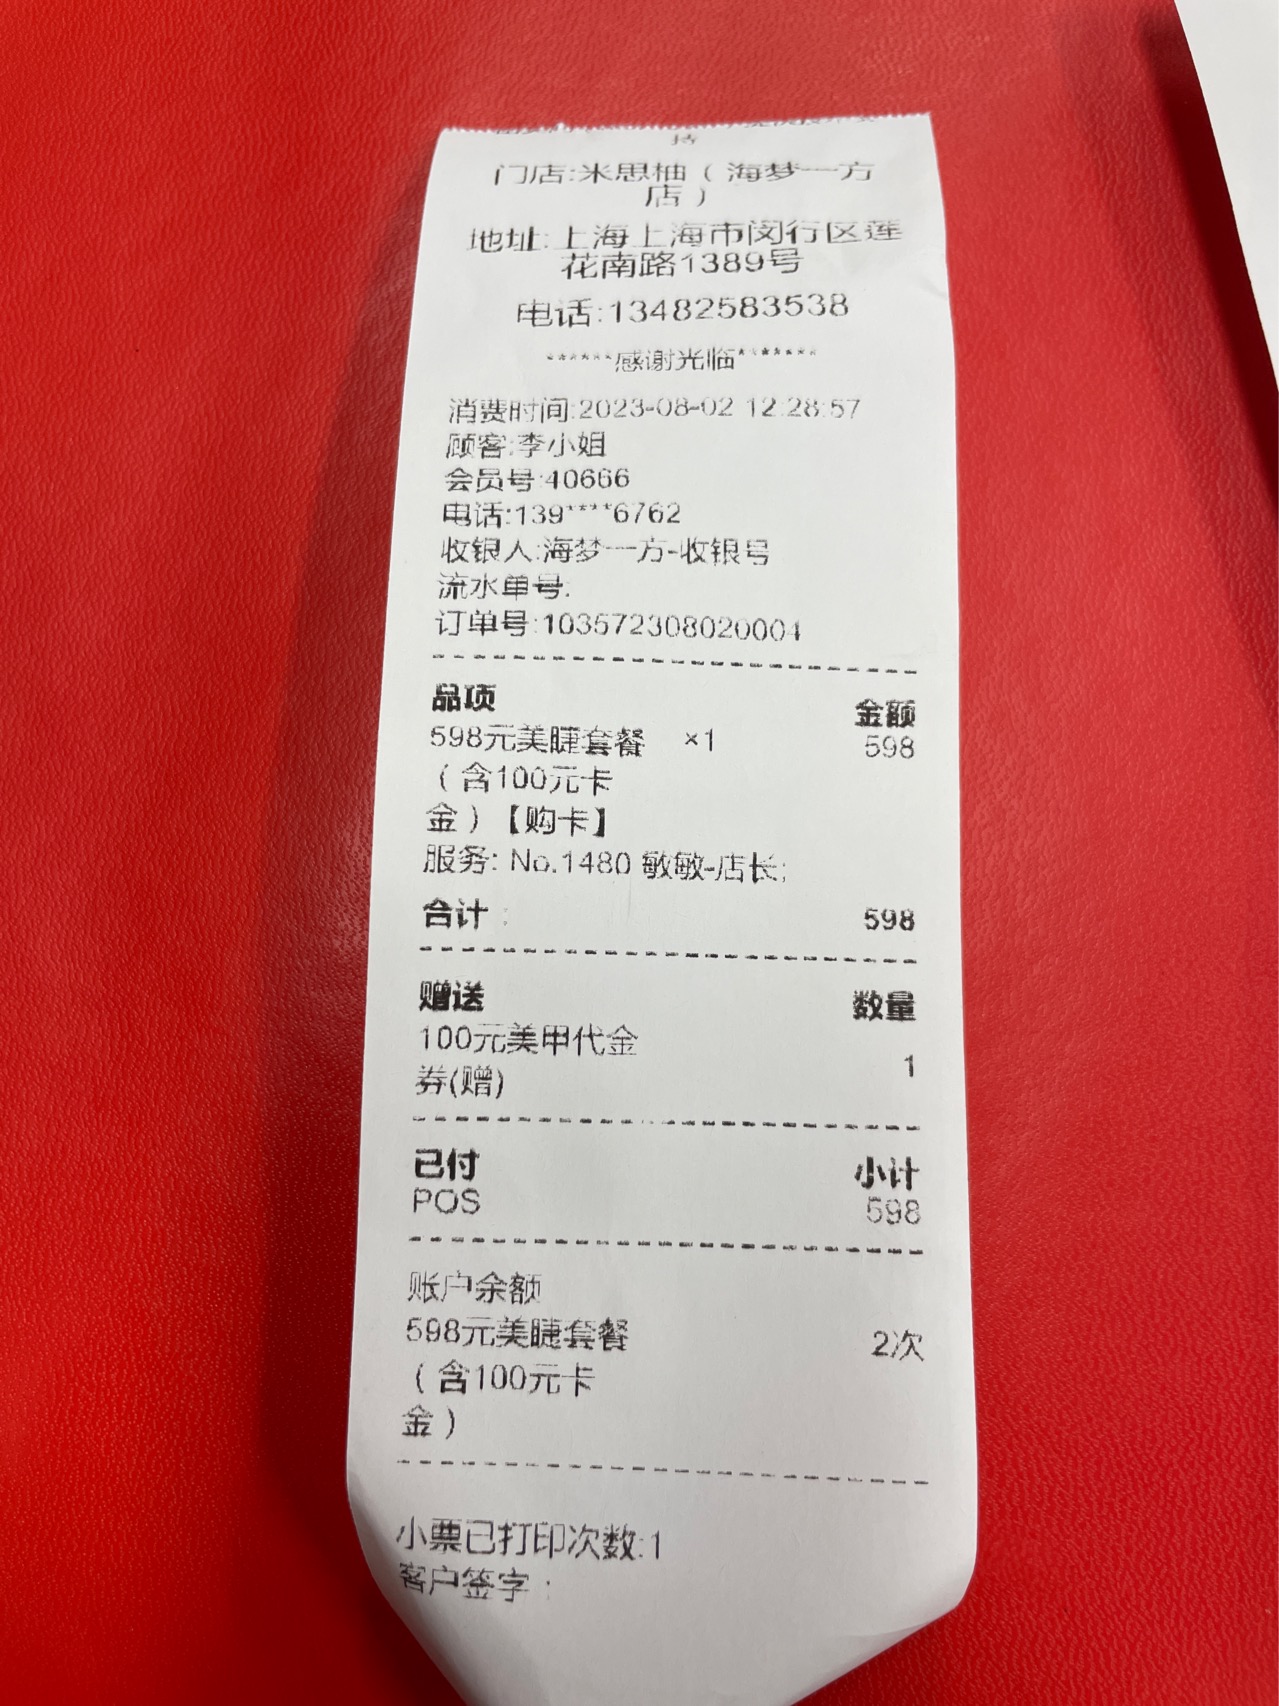 持
门店:米思柚（海梦一方
店）
地址:上海上海市闵行区莲
花南路1389号
电话:13482583538
*******感谢光临*******
消费时间:2023-08-02 12:28:57
顾客:李小姐
会员号:40666
电话:139****6762
收银人:海梦一方-收银号
流水单号:
订单号:103572308020004
品项 金额
598元美睫套餐 ×1 598
（含100元卡
金）【购卡】
服务: No.1480 敏敏-店长;
合计： 598
赠送 数量
100元美甲代金
券(赠) 1
已付 小计
POS 598
账户余额
598元美睫套餐 2次
（含100元卡
金）
小票已打印次数:1
客户签字：